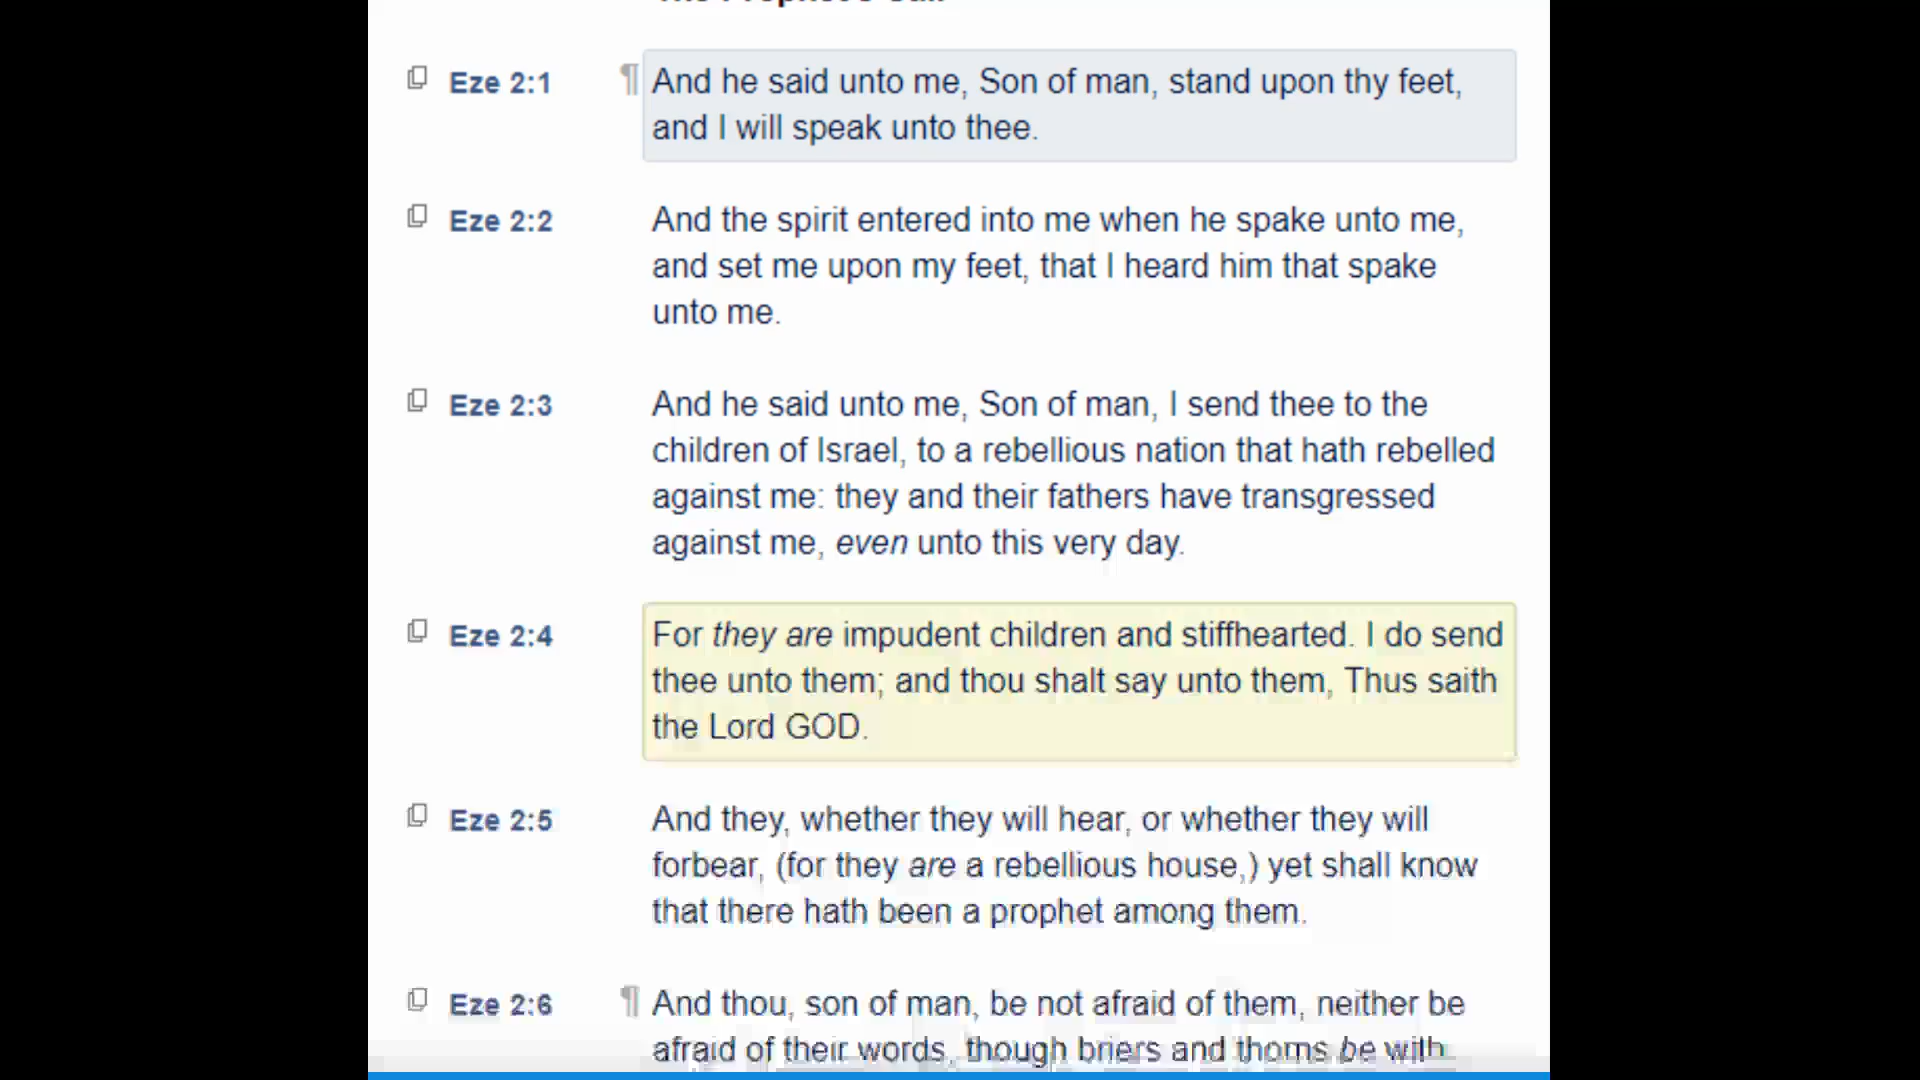 Eze 2:1 ¶ And he said unto me, Son of man, stand upon thy feet,
and I will speak unto thee.
Eze 2:2 And the spirit entered into me when he spake unto me,
and set me upon my feet, that I heard him that spake
unto me.
Eze 2:3 And he said unto me, Son of man, I send thee to the
children of Israel, to a rebellious nation that hath rebelled
against me: they and their fathers have transgressed
against me, even unto this very day.
Eze 2:4 For they are impudent children and stiffhearted. I do send
thee unto them; and thou shalt say unto them, Thus saith
the Lord GOD.
Eze 2:5 And they, whether they will hear, or whether they will
forbear, (for they are a rebellious house,) yet shall know
that there hath been a prophet among them.
Eze 2:6 ¶ And thou, son of man, be not afraid of them, neither be
afraid of their words, though briers and thorns be with